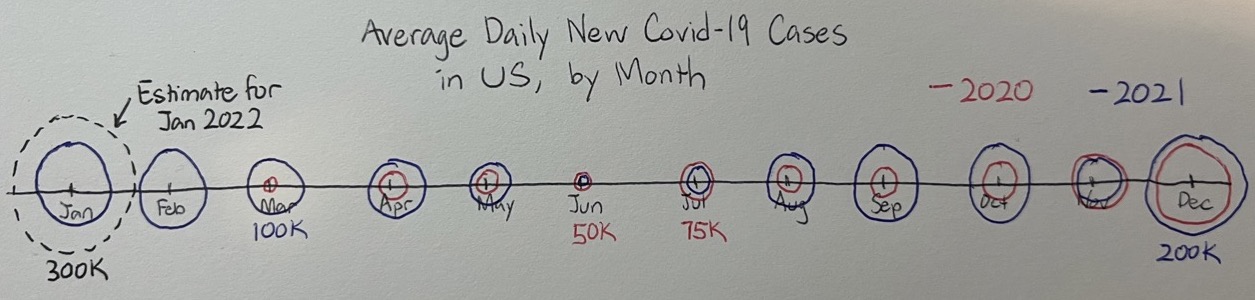 Average Daily New Covid-19 Cases
in US, by Month
Estimate for
Jan 2022
- 2020
- 2021
Jan
Feb
Mar
Apr
May
Jun
Jul
Aug
Sep
Oct
Nov
Dec
300K
100K
50K
75K
200K